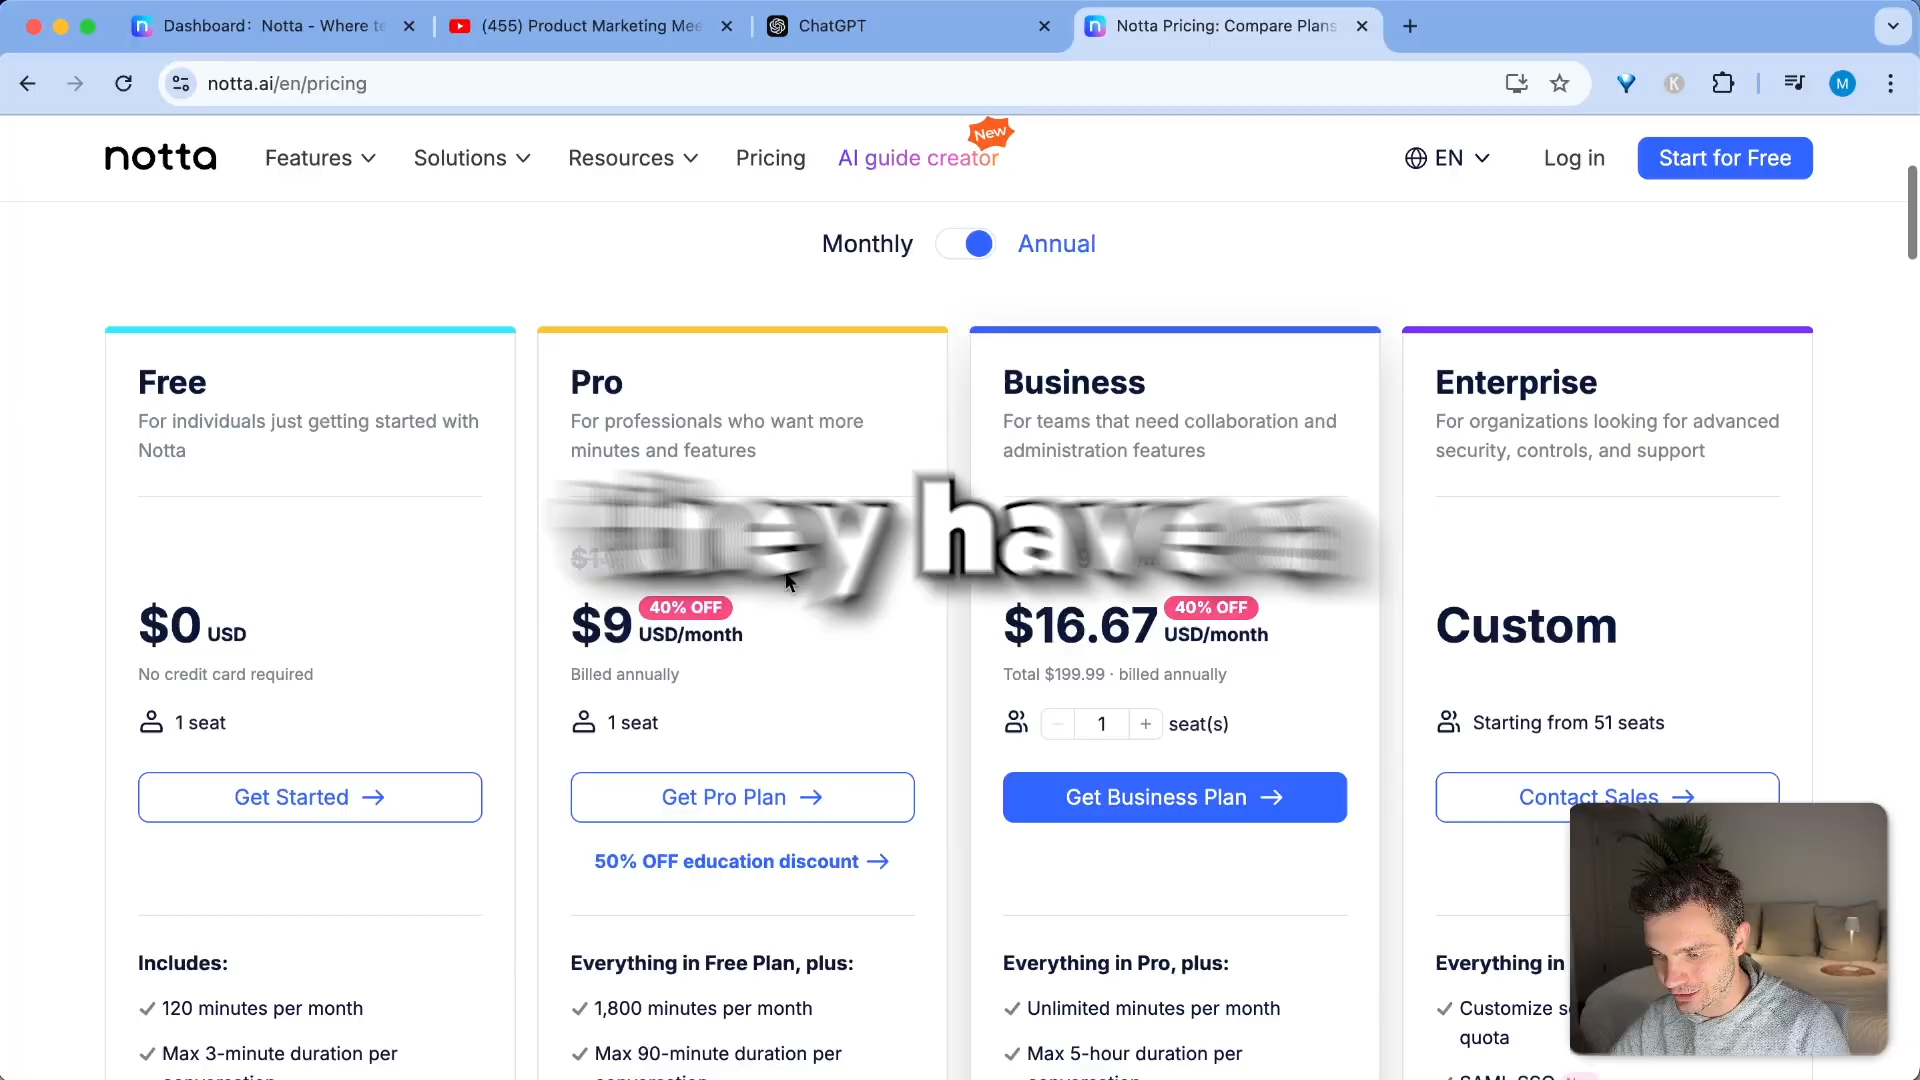 Dashboard: Notta - Where te
(455) Product Marketing Mee
ChatGPT
Notta Pricing: Compare Plans
notta.ai/en/pricing
K
M
notta
Features
Solutions
Resources
Pricing
AI guide creator
New
EN
Log in
Start for Free
Monthly
Annual
Free
For individuals just getting started with
Notta
$0 USD
No credit card required
1 seat
Get Started
Includes:
120 minutes per month
Max 3-minute duration per
Pro
For professionals who want more
minutes and features
they have a
$9 40% OFF
USD/month
Billed annually
1 seat
Get Pro Plan
50% OFF education discount
Everything in Free Plan, plus:
1,800 minutes per month
Max 90-minute duration per
Business
For teams that need collaboration and
administration features
$16.67 40% OFF
USD/month
Total $199.99 · billed annually
1 seat(s)
Get Business Plan
Everything in Pro, plus:
Unlimited minutes per month
Max 5-hour duration per
Enterprise
For organizations looking for advanced
security, controls, and support
Custom
Starting from 51 seats
Contact Sales
Everything in
Customize s
quota